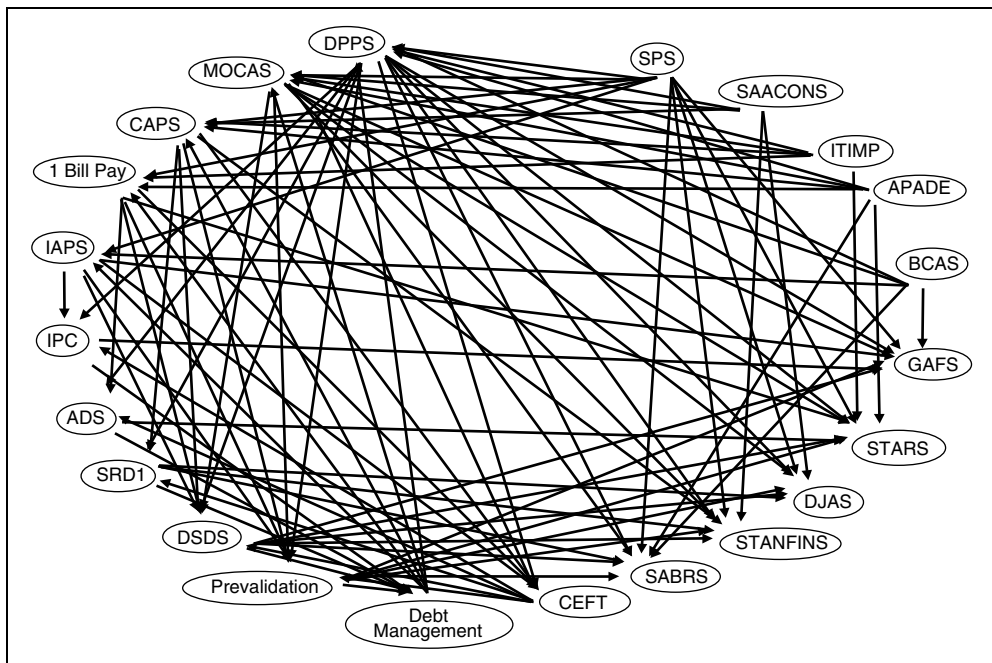 DPPS
SPS
MOCAS
SAACONS
CAPS
ITIMP
1 Bill Pay
APADE
IAPS
BCAS
IPC
GAFS
ADS
STARS
SRD1
DJAS
DSDS
STANFINS
Prevalidation
SABRS
CEFT
Debt
Management